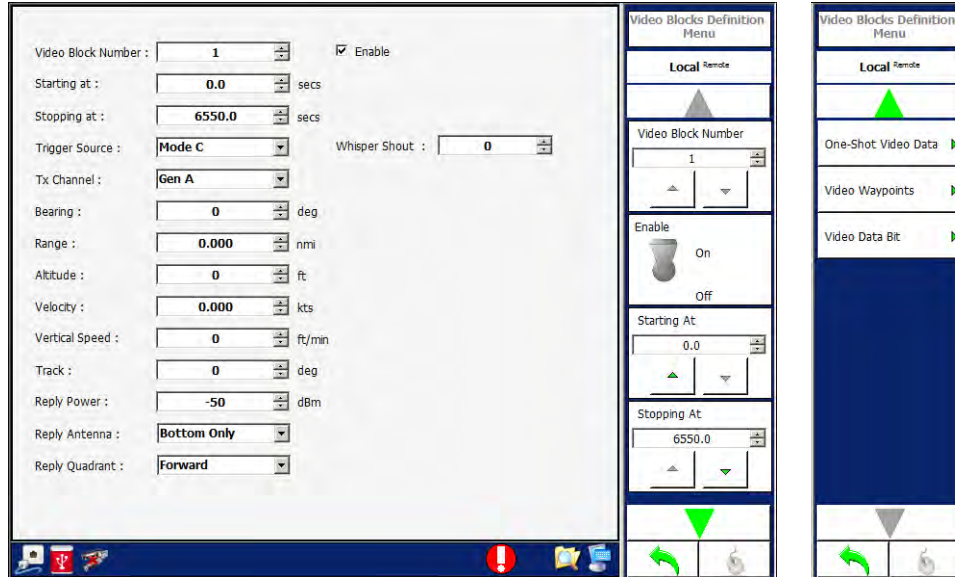 Video Block Number : 1 Enable
Starting at : 0.0 secs
Stopping at : 6550.0 secs
Trigger Source : Mode C Whisper Shout : 0
Tx Channel : Gen A
Bearing : 0 deg
Range : 0.000 nmi
Altitude : 0 ft
Velocity : 0.000 kts
Vertical Speed : 0 ft/min
Track : 0 deg
Reply Power : -50 dBm
Reply Antenna : Bottom Only
Reply Quadrant : Forward
Video Blocks Definition
Menu
Local Remote
Video Block Number
1
Enable
On
Off
Starting At
0.0
Stopping At
6550.0
Video Blocks Definition
Menu
Local Remote
One-Shot Video Data
Video Waypoints
Video Data Bit